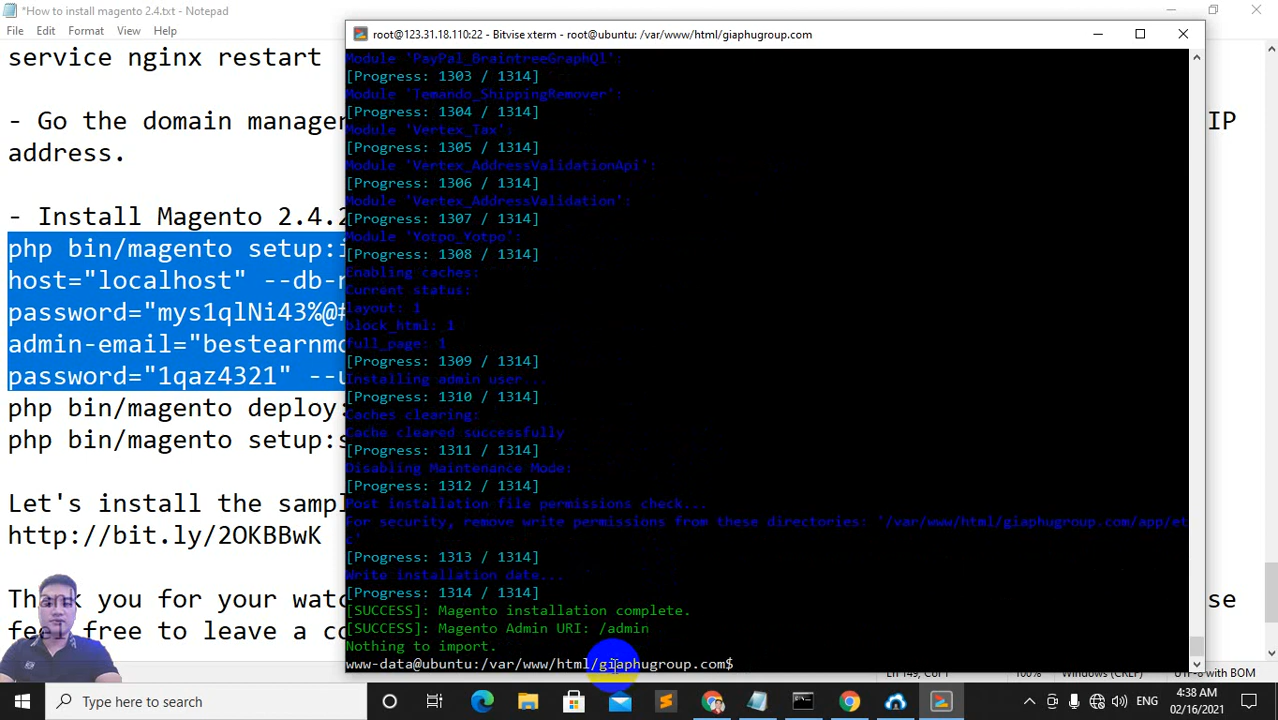 *How to install magento 2.4.txt - Notepad
File Edit Format View Help
service nginx restart
- Go the domain manager
IP
address.
- Install Magento 2.4.2
php bin/magento setup:i
host="localhost" --db-
password="mys1qlNi43%@#
admin-email="bestearnmo
password="1qaz4321" --u
php bin/magento deploy:
php bin/magento setup:s
Let's install the sampl
http://bit.ly/2OKBBwK
Thank you for your wat
se
feel free to leave a co
100% Windows (CRLF) UTF-8 with BOM
root@123.31.18.110:22 - Bitvise xterm - root@ubuntu: /var/www/html/giaphugroup.com
Module 'PayPal_BraintreeGraphQl':
[Progress: 1303 / 1314]
Module 'Temando_ShippingRemover':
[Progress: 1304 / 1314]
Module 'Vertex_Tax':
[Progress: 1305 / 1314]
Module 'Vertex_AddressValidationApi':
[Progress: 1306 / 1314]
Module 'Vertex_AddressValidation':
[Progress: 1307 / 1314]
Module 'Yotpo_Yotpo':
[Progress: 1308 / 1314]
Enabling caches:
Current status:
layout: 1
block_html: 1
full_page: 1
[Progress: 1309 / 1314]
Installing admin user...
[Progress: 1310 / 1314]
Caches clearing:
Cache cleared successfully
[Progress: 1311 / 1314]
Disabling Maintenance Mode:
[Progress: 1312 / 1314]
Post installation file permissions check...
For security, remove write permissions from these directories: '/var/www/html/giaphugroup.com/app/et
c'
[Progress: 1313 / 1314]
Write installation date...
[Progress: 1314 / 1314]
[SUCCESS]: Magento installation complete.
[SUCCESS]: Magento Admin URI: /admin
Nothing to import.
www-data@ubuntu:/var/www/html/giaphugroup.com$
Type here to search
ENG
4:38 AM
02/16/2021